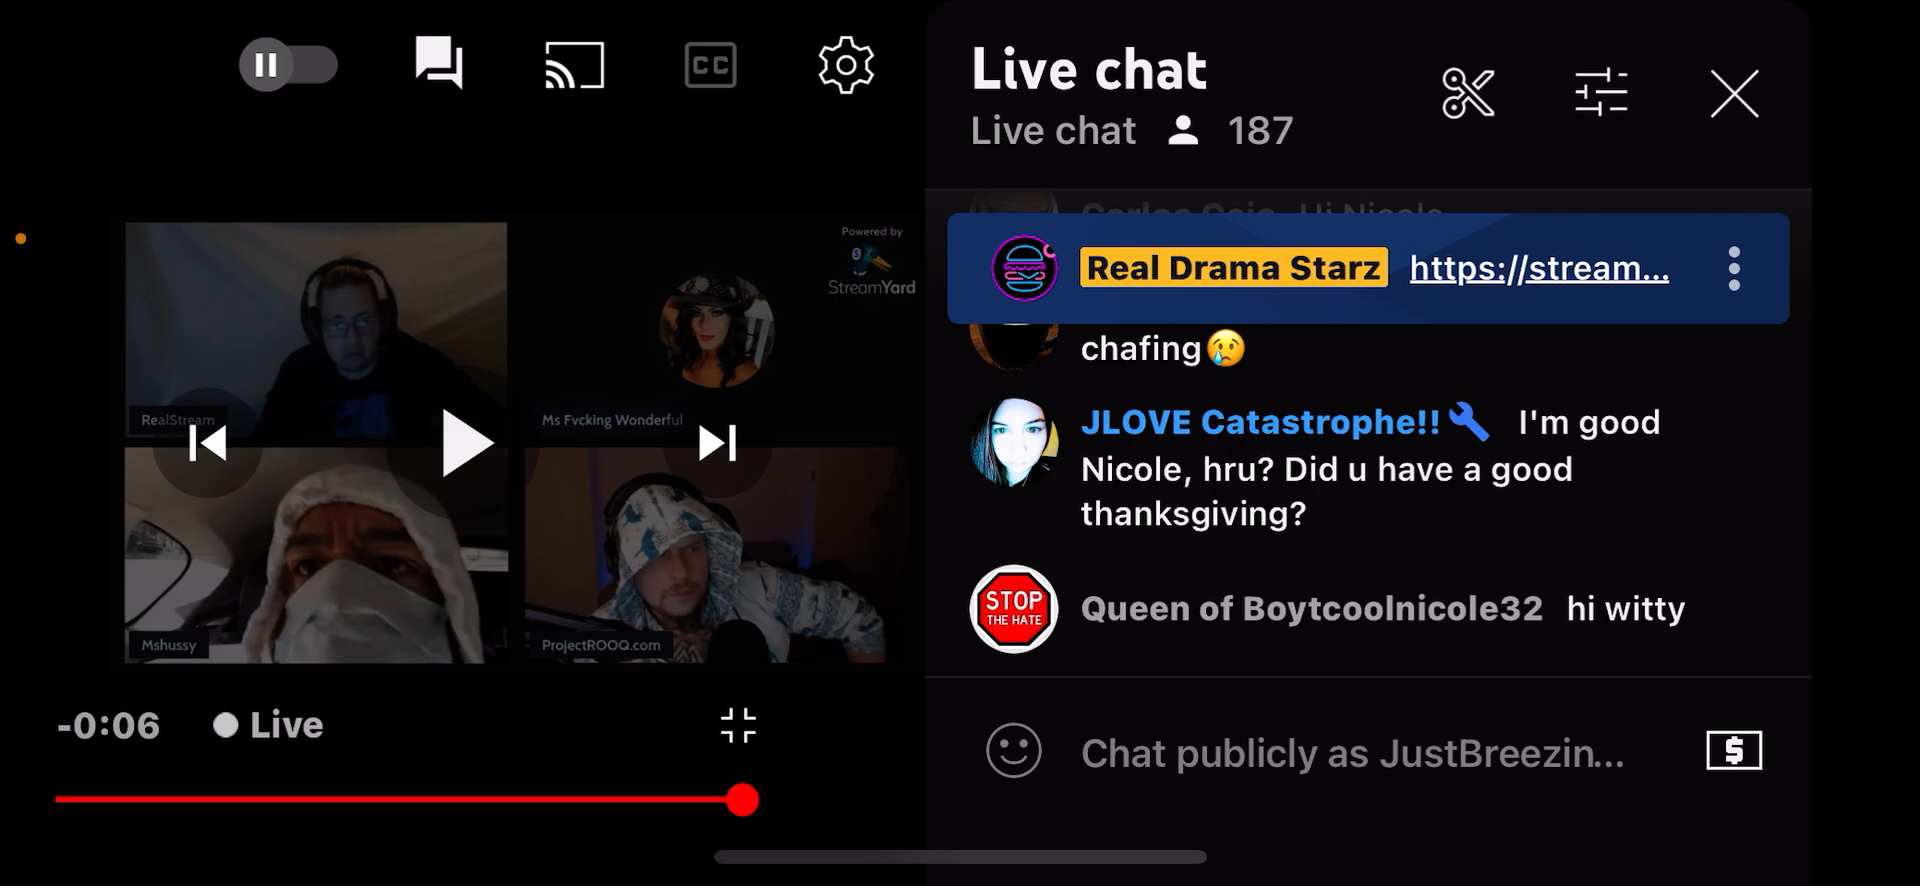 CC
Powered by
StreamYard
RealStream
Ms Fvcking Wonderful
Mshussy
ProjectROOQ.com
-0:06 Live
Live chat
Live chat 187
Real Drama Starz https://stream...
chafing😢
JLOVE Catastrophe!! I'm good
Nicole, hru? Did u have a good
thanksgiving?
STOP
THE HATE
Queen of Boytcoolnicole32 hi witty
Chat publicly as JustBreezin...
$